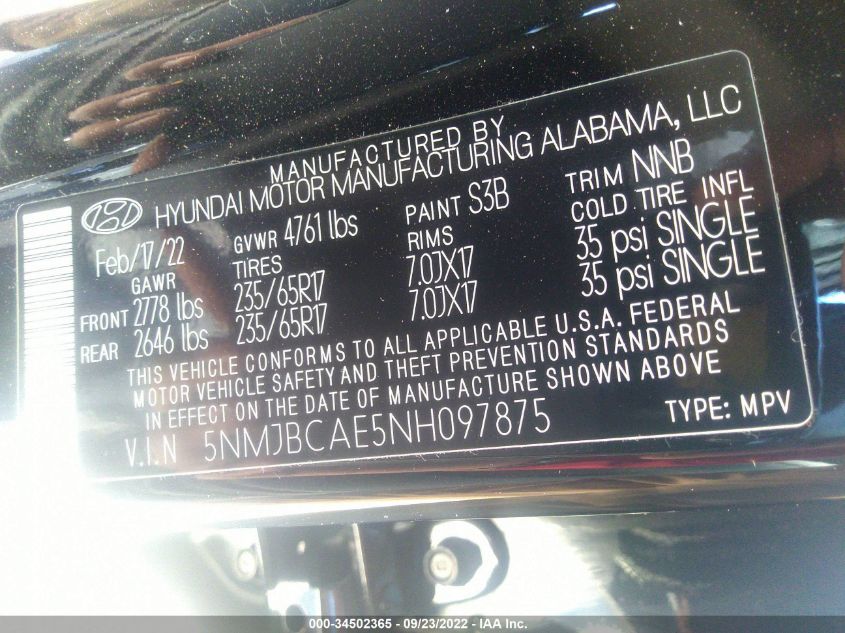 MANUFACTURED BY
HYUNDAI MOTOR MANUFACTURING ALABAMA, LLC
Feb/17/22 GVWR 4761 lbs PAINT S3B TRIM NNB
GAWR TIRES RIMS COLD TIRE INFL
FRONT 2778 lbs 235/65R17 7.0JX17 35 psi SINGLE
REAR 2646 lbs 235/65R17 7.0JX17 35 psi SINGLE
THIS VEHICLE CONFORMS TO ALL APPLICABLE U.S.A. FEDERAL
MOTOR VEHICLE SAFETY AND THEFT PREVENTION STANDARDS
IN EFFECT ON THE DATE OF MANUFACTURE SHOWN ABOVE
V.I.N 5NMJBCAE5NH097875 TYPE: MPV
000-34502365 - 09/23/2022 - IAA Inc.